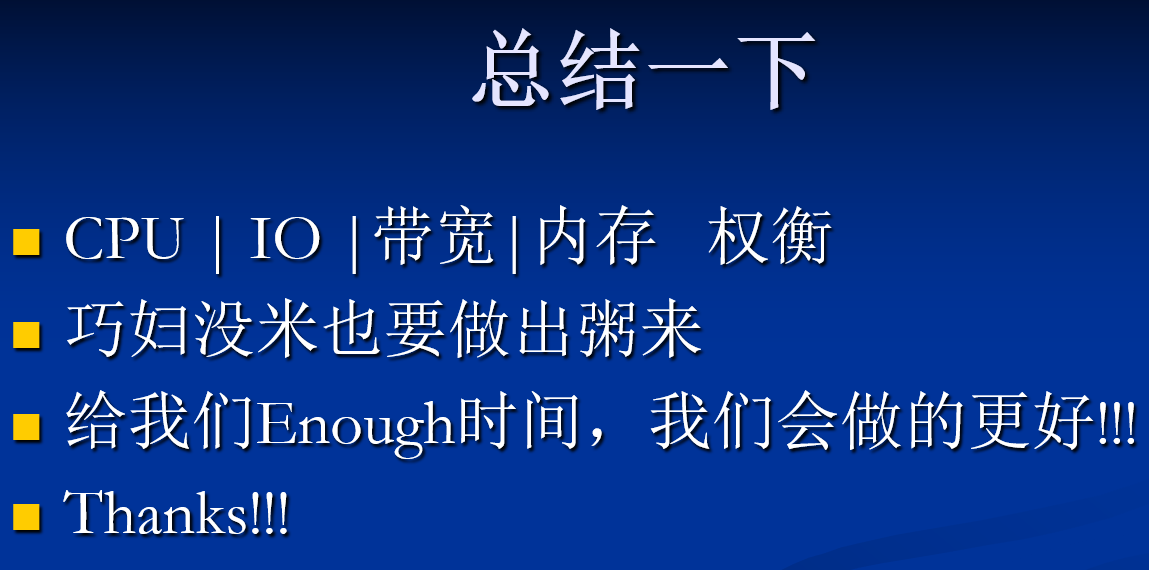 总结一下
CPU | IO |带宽|内存 权衡
巧妇没米也要做出粥来
给我们Enough时间，我们会做的更好!!!
Thanks!!!